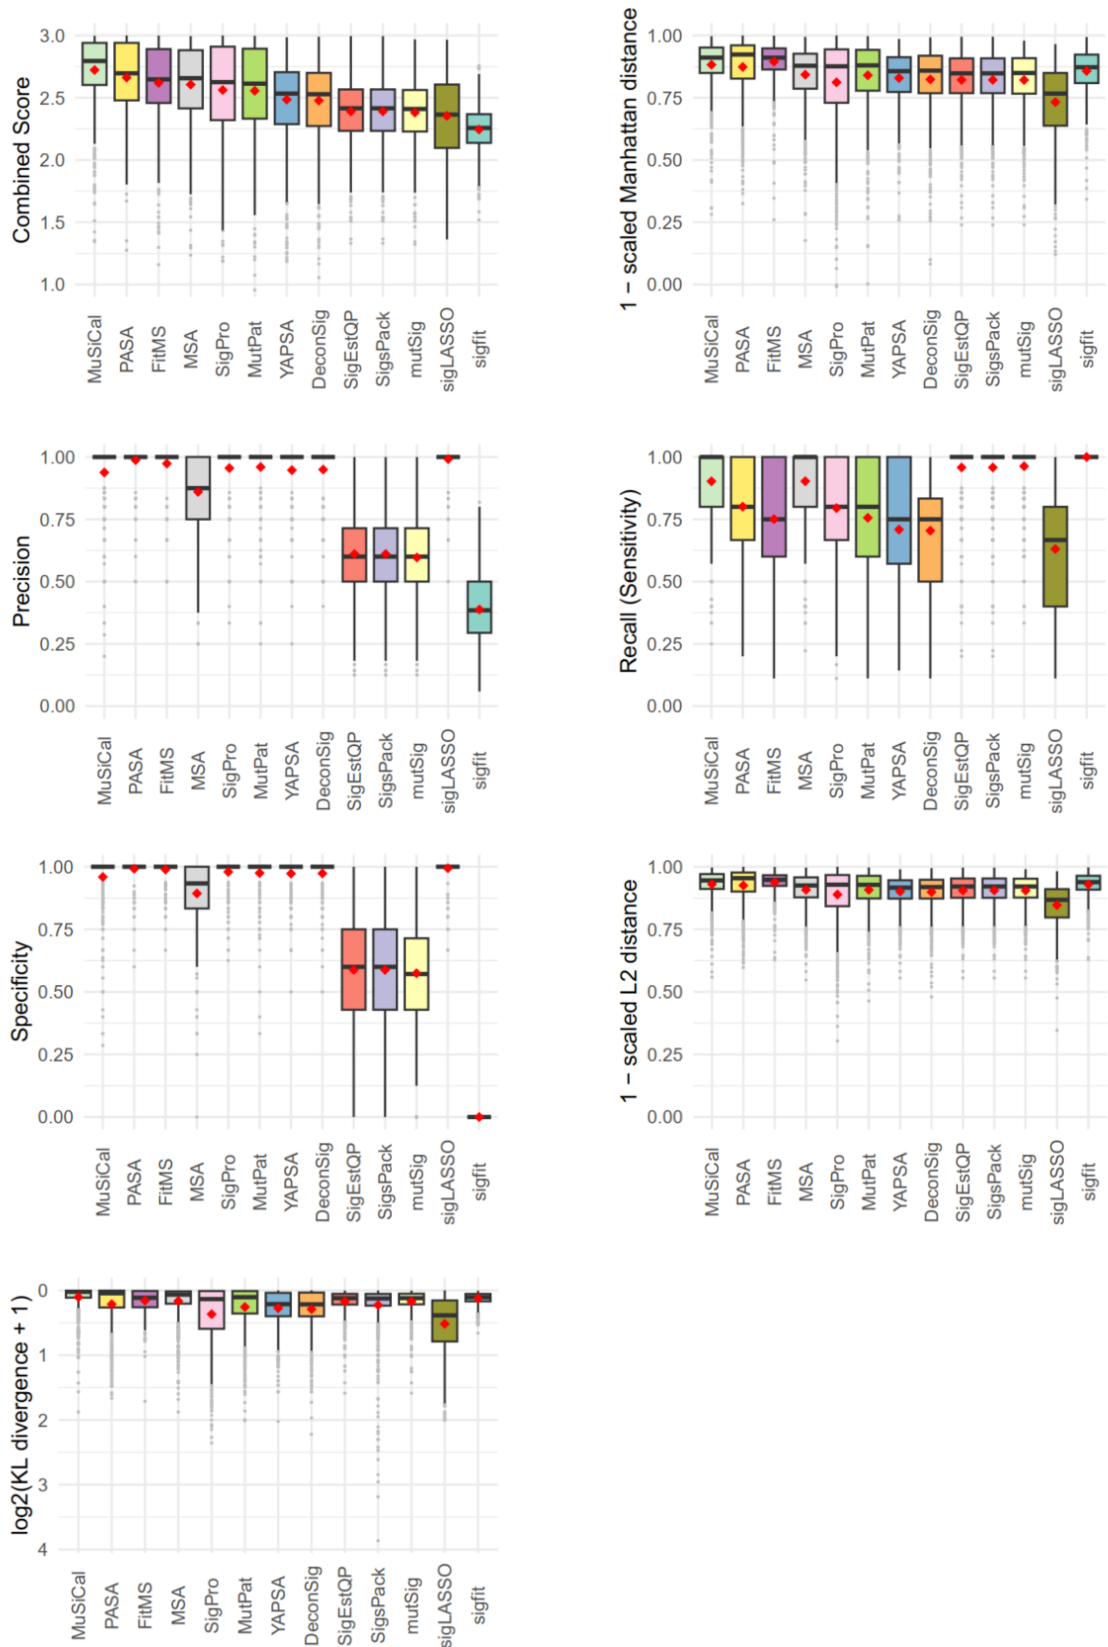 Combined Score
3.0
2.5
2.0
1.5
1.0
MuSiCal
PASA
FitMS
MSA
SigPro
MutPat
YAPSA
DeconSig
SigEstQP
SigsPack
mutSig
sigLASSO
sigfit
1 − scaled Manhattan distance
1.00
0.75
0.50
0.25
0.00
MuSiCal
PASA
FitMS
MSA
SigPro
MutPat
YAPSA
DeconSig
SigEstQP
SigsPack
mutSig
sigLASSO
sigfit
Precision
1.00
0.75
0.50
0.25
0.00
MuSiCal
PASA
FitMS
MSA
SigPro
MutPat
YAPSA
DeconSig
SigEstQP
SigsPack
mutSig
sigLASSO
sigfit
Recall (Sensitivity)
1.00
0.75
0.50
0.25
0.00
MuSiCal
PASA
FitMS
MSA
SigPro
MutPat
YAPSA
DeconSig
SigEstQP
SigsPack
mutSig
sigLASSO
sigfit
Specificity
1.00
0.75
0.50
0.25
0.00
MuSiCal
PASA
FitMS
MSA
SigPro
MutPat
YAPSA
DeconSig
SigEstQP
SigsPack
mutSig
sigLASSO
sigfit
1 − scaled L2 distance
1.00
0.75
0.50
0.25
0.00
MuSiCal
PASA
FitMS
MSA
SigPro
MutPat
YAPSA
DeconSig
SigEstQP
SigsPack
mutSig
sigLASSO
sigfit
log2(KL divergence + 1)
0
1
2
3
4
MuSiCal
PASA
FitMS
MSA
SigPro
MutPat
YAPSA
DeconSig
SigEstQP
SigsPack
mutSig
sigLASSO
sigfit